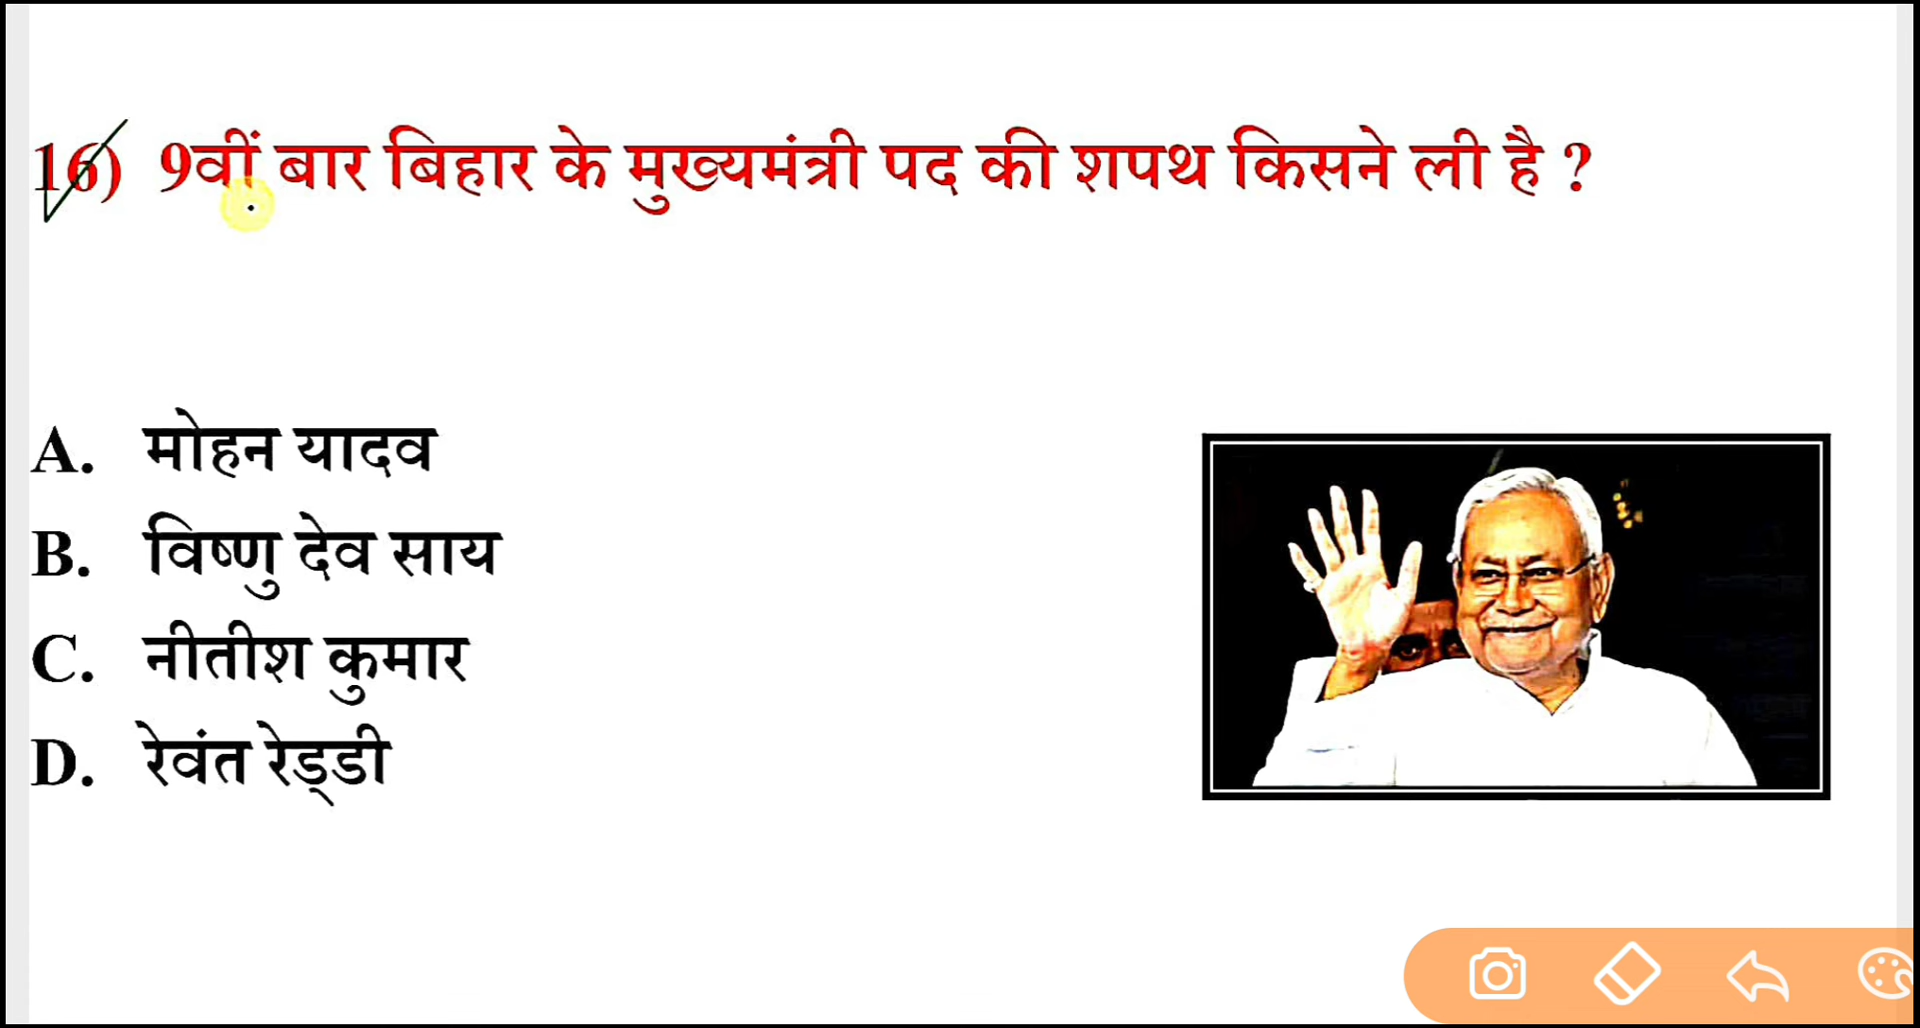 16) 9वीं बार बिहार के मुख्यमंत्री पद की शपथ किसने ली है ?
A. मोहन यादव
B. विष्णु देव साय
C. नीतीश कुमार
D. रेवंत रेड्डी